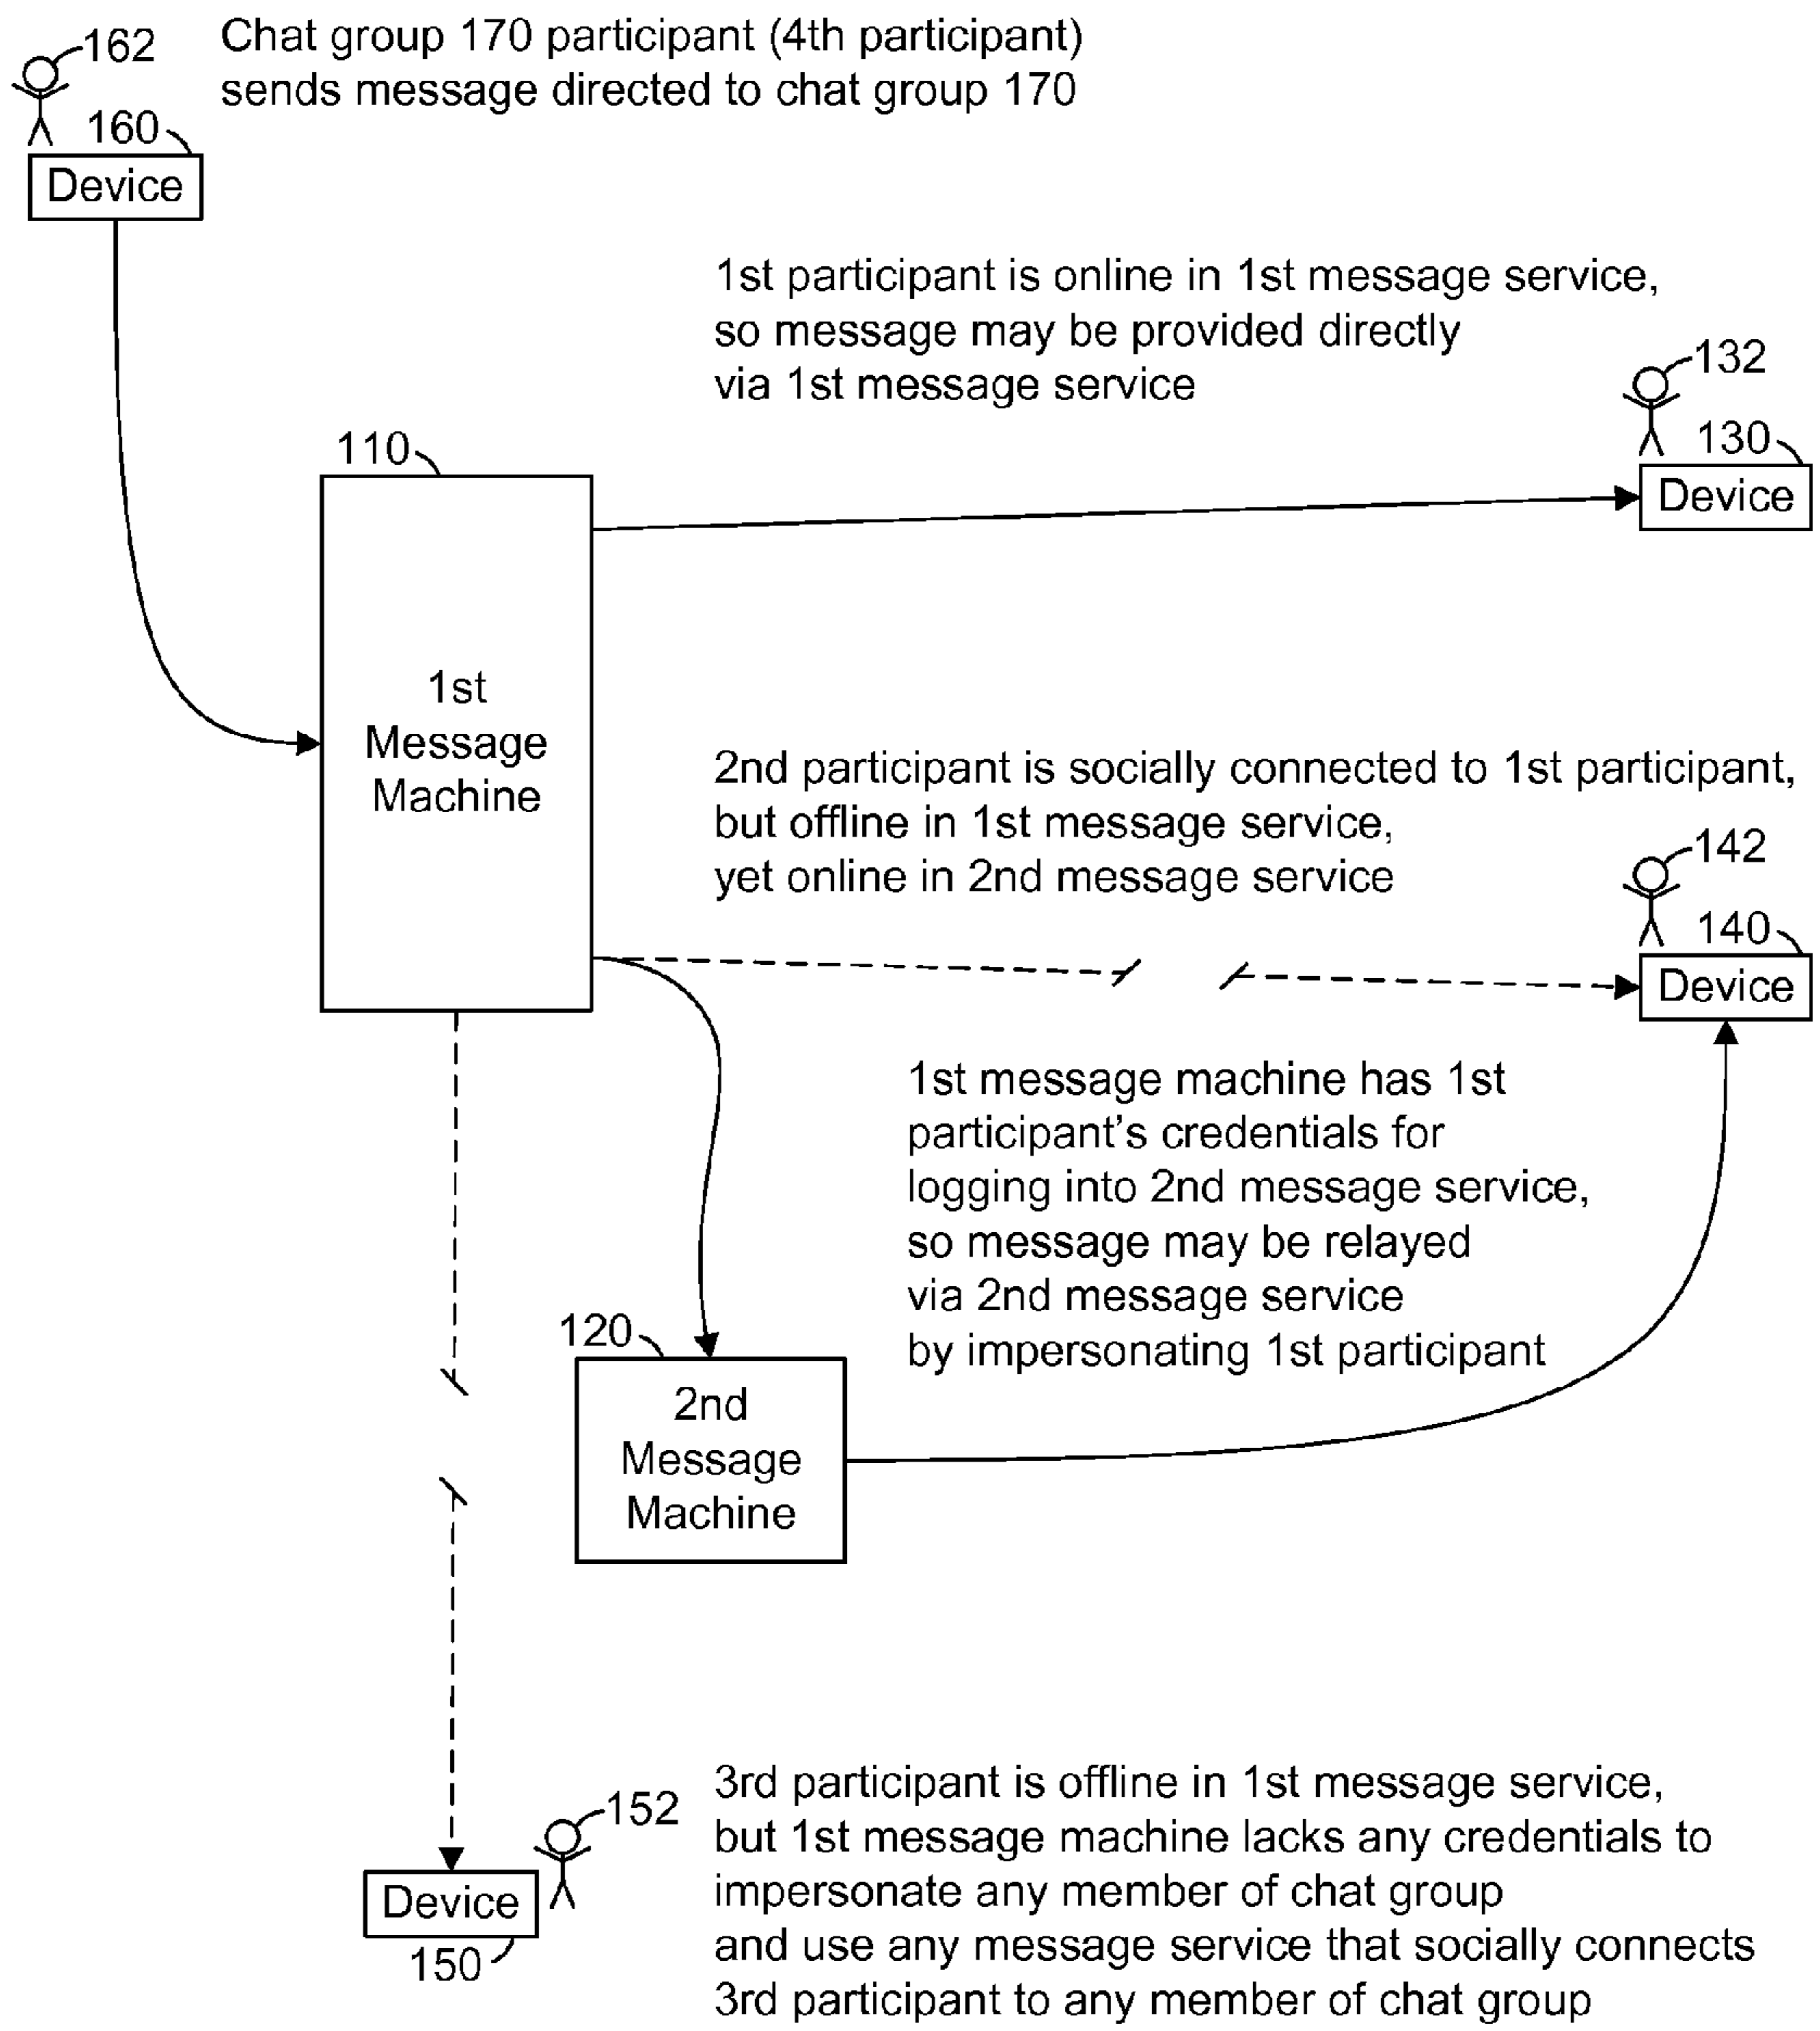 162
Chat group 170 participant (4th participant)
sends message directed to chat group 170
160
Device
1st participant is online in 1st message service,
so message may be provided directly
via 1st message service
132
130
Device
110
1st
Message
Machine
2nd participant is socially connected to 1st participant,
but offline in 1st message service,
yet online in 2nd message service
142
140
Device
1st message machine has 1st
participant’s credentials for
logging into 2nd message service,
so message may be relayed
via 2nd message service
by impersonating 1st participant
120
2nd
Message
Machine
152
Device
150
3rd participant is offline in 1st message service,
but 1st message machine lacks any credentials to
impersonate any member of chat group
and use any message service that socially connects
3rd participant to any member of chat group